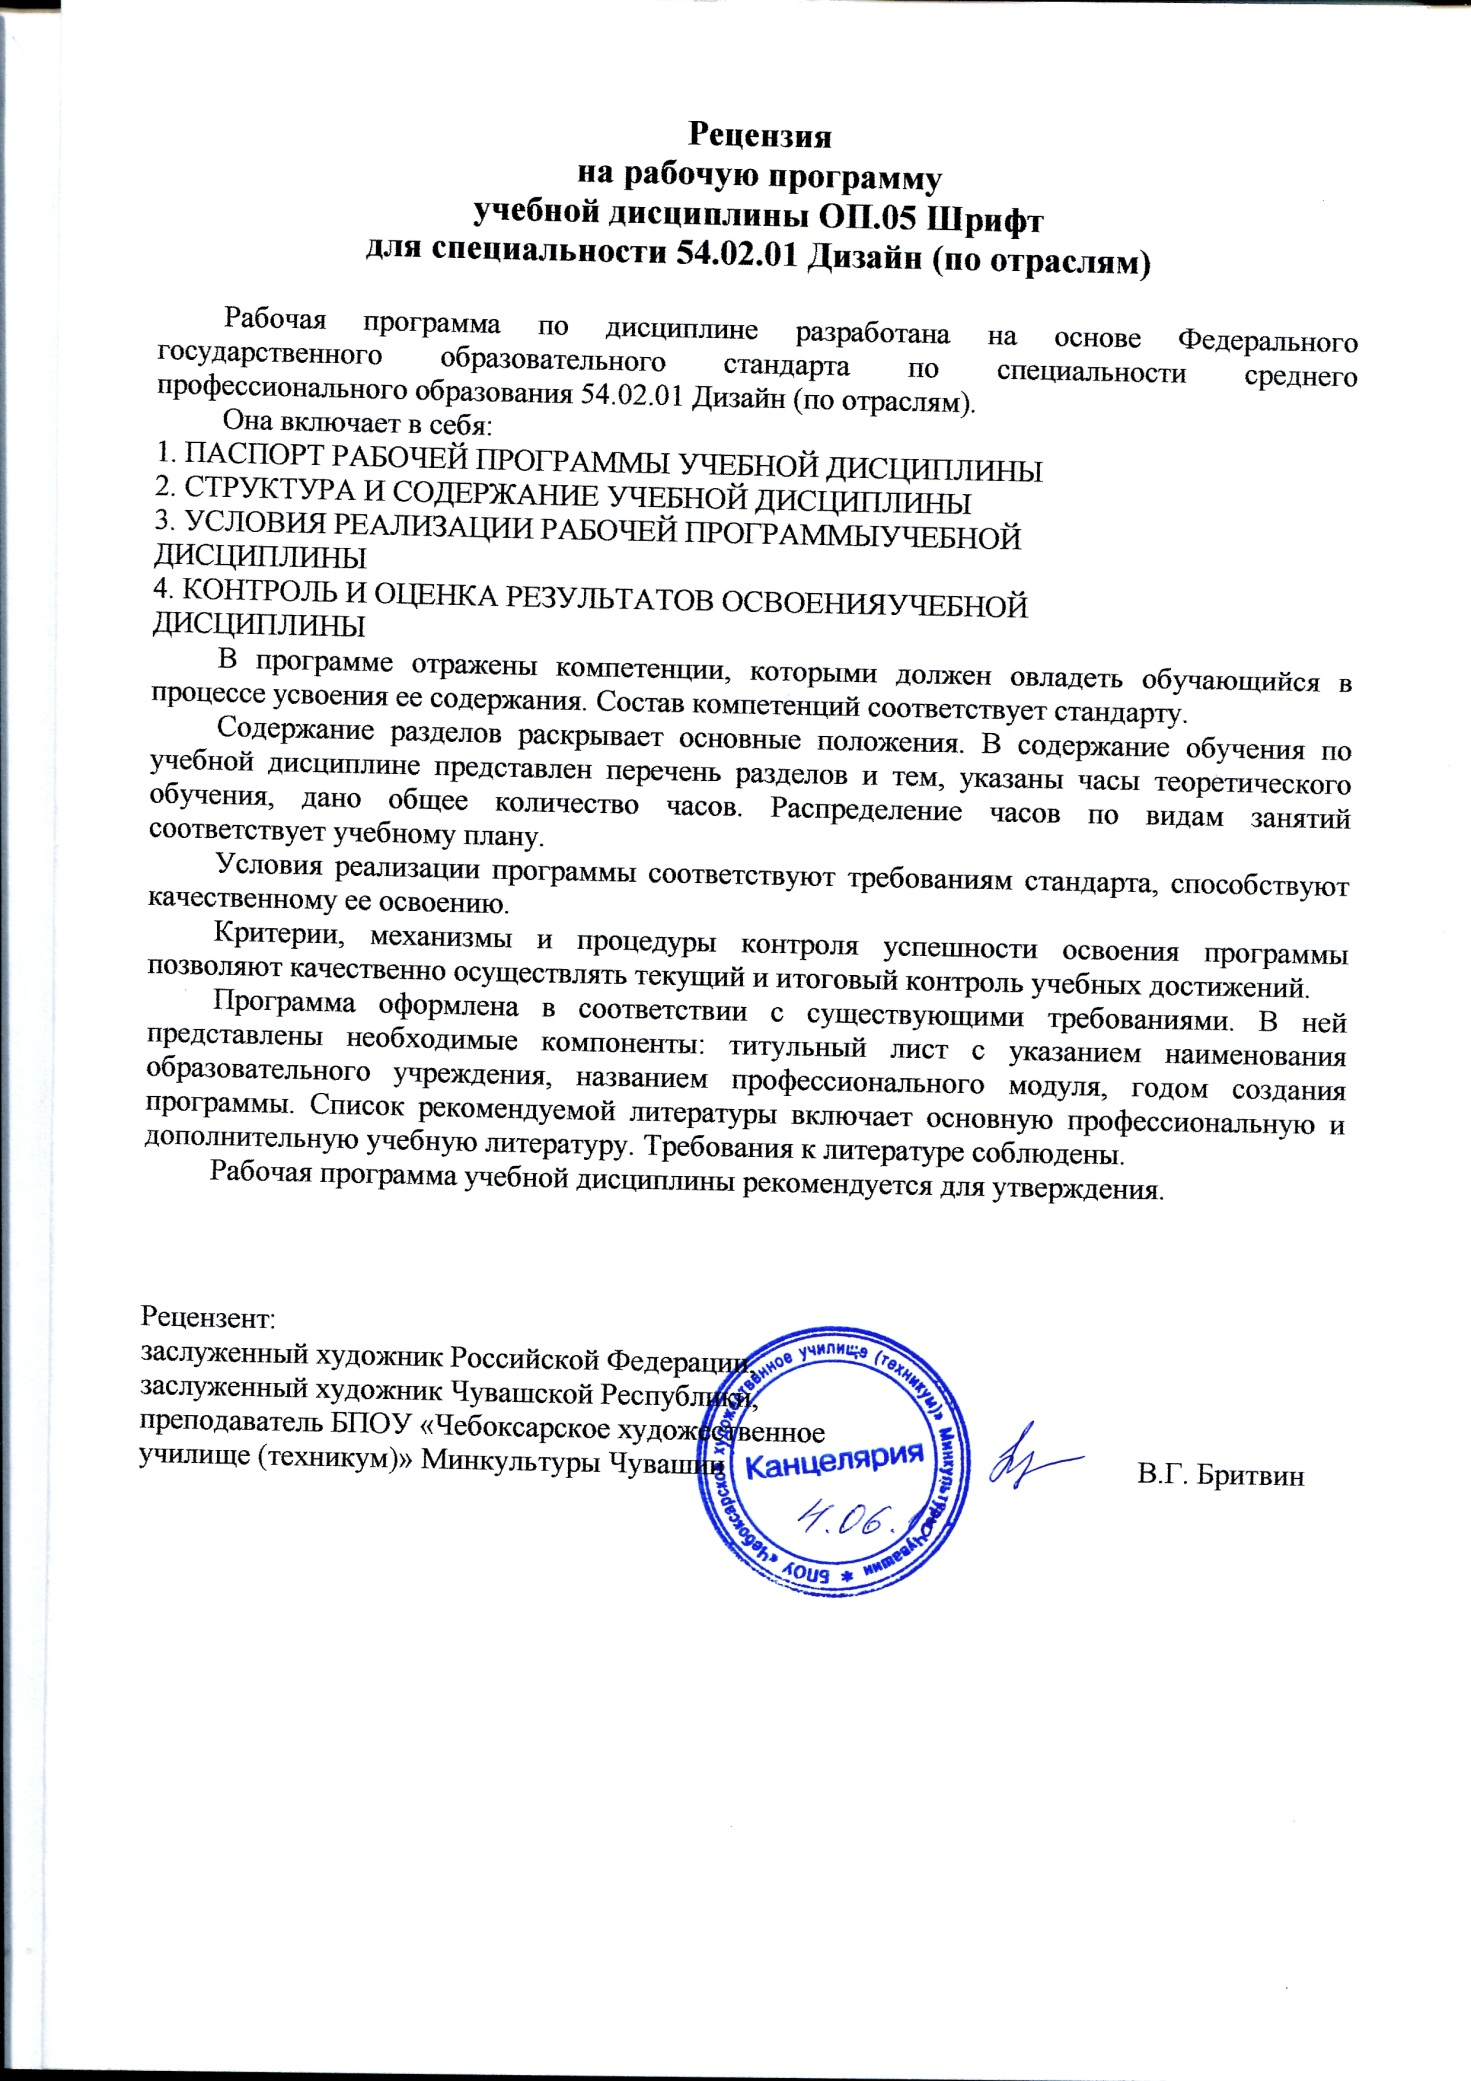 Рецензия
на рабочую программу
учебной дисциплины ОП.05 Шрифт
для специальности 54.02.01 Дизайн (по отраслям)
Рабочая программа по дисциплине разработана на основе Федерального
государственного образовательного стандарта по специальности среднего
профессионального образования 54.02.01 Дизайн (по отраслям).
Она включает в себя:
1. ПАСПОРТ РАБОЧЕЙ ПРОГРАММЫ УЧЕБНОЙ ДИСЦИПЛИНЫ
2. СТРУКТУРА И СОДЕРЖАНИЕ УЧЕБНОЙ ДИСЦИПЛИНЫ
3. УСЛОВИЯ РЕАЛИЗАЦИИ РАБОЧЕЙ ПРОГРАММЫУЧЕБНОЙ
ДИСЦИПЛИНЫ
4. КОНТРОЛЬ И ОЦЕНКА РЕЗУЛЬТАТОВ ОСВОЕНИЯУЧЕБНОЙ
ДИСЦИПЛИНЫ
В программе отражены компетенции, которыми должен овладеть обучающийся в
процессе усвоения ее содержания. Состав компетенций соответствует стандарту.
Содержание разделов раскрывает основные положения. В содержание обучения по
учебной дисциплине представлен перечень разделов и тем, указаны часы теоретического
обучения, дано общее количество часов. Распределение часов по видам занятий
соответствует учебному плану.
Условия реализации программы соответствуют требованиям стандарта, способствуют
качественному ее освоению.
Критерии, механизмы и процедуры контроля успешности освоения программы
позволяют качественно осуществлять текущий и итоговый контроль учебных достижений.
Программа оформлена в соответствии с существующими требованиями. В ней
представлены необходимые компоненты: титульный лист с указанием наименования
образовательного учреждения, названием профессионального модуля, годом создания
программы. Список рекомендуемой литературы включает основную профессиональную и
дополнительную учебную литературу. Требования к литературе соблюдены.
Рабочая программа учебной дисциплины рекомендуется для утверждения.
Рецензент:
заслуженный художник Российской Федерации,
заслуженный художник Чувашской Республики,
преподаватель БПОУ «Чебоксарское художественное
училище (техникум)» Минкультуры Чувашии
В.Г. Бритвин
БПОУ «Чебоксарское художественное училище (техникум)» Минкультуры Чувашии *
Канцелярия
4.06.